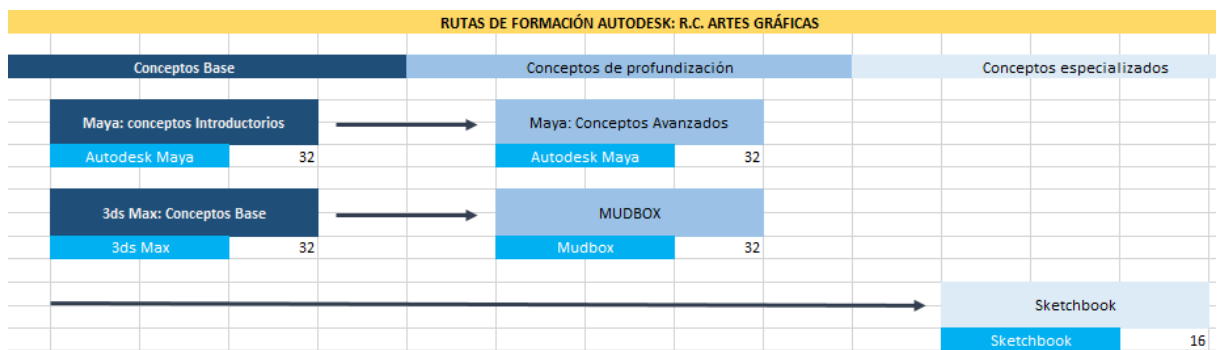 RUTAS DE FORMACIÓN AUTODESK: R.C. ARTES GRÁFICAS
Conceptos Base Conceptos de profundización Conceptos especializados
Maya: conceptos Introductorios Maya: Conceptos Avanzados
Autodesk Maya 32 Autodesk Maya 32
3ds Max: Conceptos Base MUDBOX
3ds Max 32 Mudbox 32
Sketchbook
Sketchbook 16